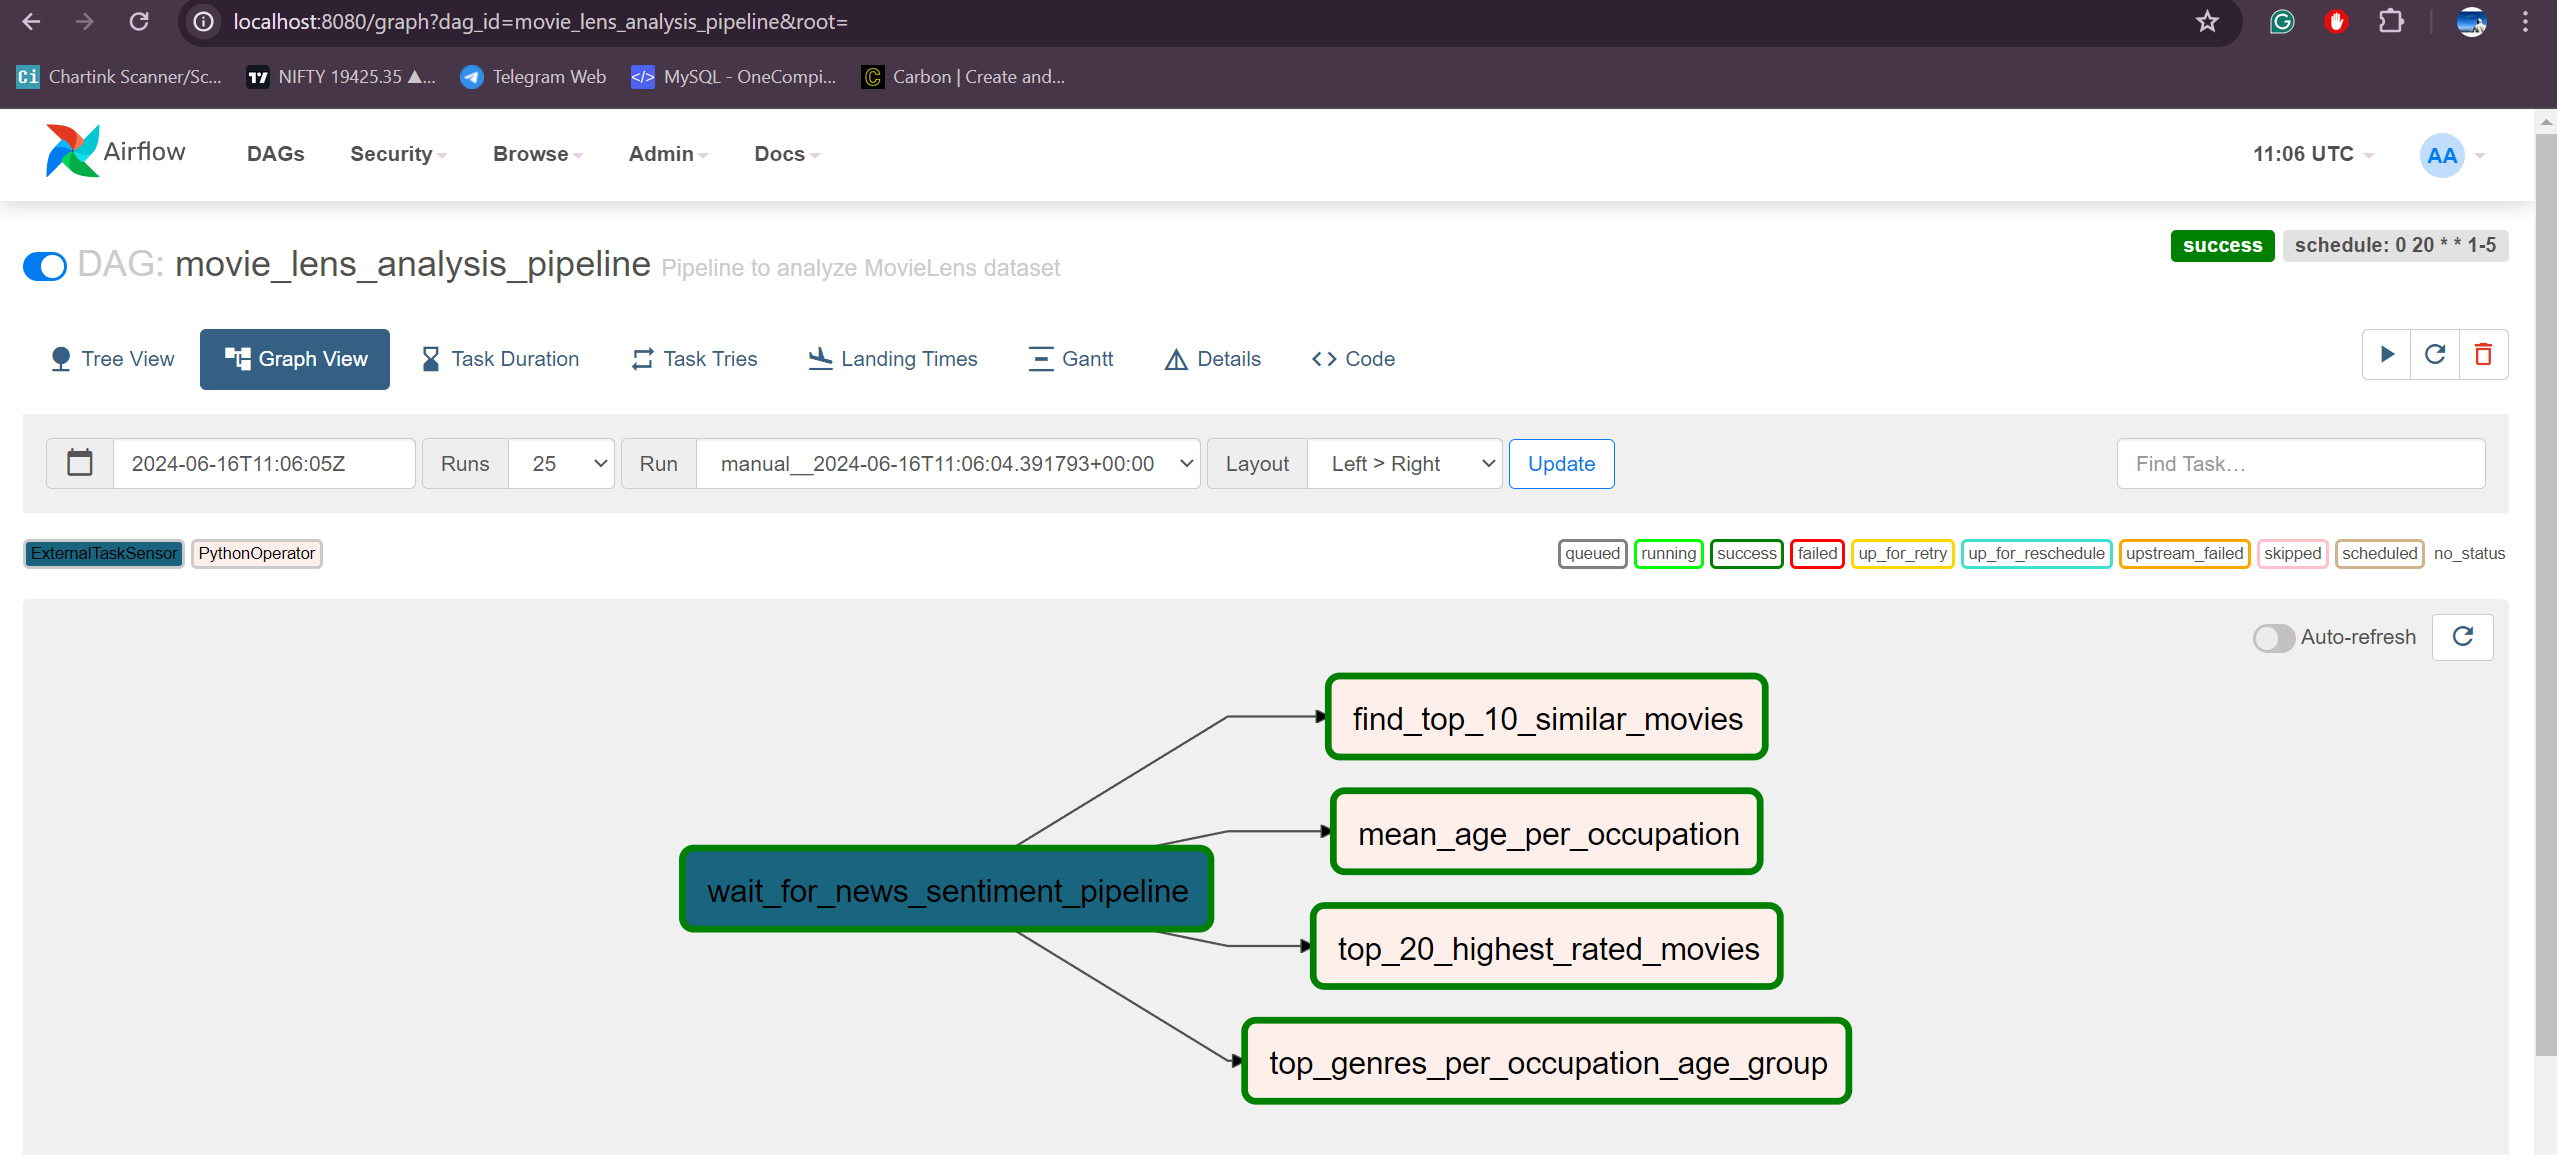 localhost:8080/graph?dag_id=movie_lens_analysis_pipeline&root=
Ci Chartink Scanner/Sc... NIFTY 19425.35 ▲... Telegram Web </> MySQL - OneCompi... C Carbon | Create and...
Airflow DAGs Security Browse Admin Docs 11:06 UTC AA
success schedule: 0 20 * * 1-5
DAG: movie_lens_analysis_pipeline Pipeline to analyze MovieLens dataset
Tree View Graph View Task Duration Task Tries Landing Times Gantt Details Code
2024-06-16T11:06:05Z Runs 25 Run manual__2024-06-16T11:06:04.391793+00:00 Layout Left > Right Update Find Task…
ExternalTaskSensor PythonOperator queued running success failed up_for_retry up_for_reschedule upstream_failed skipped scheduled no_status
Auto-refresh
find_top_10_similar_movies
mean_age_per_occupation
wait_for_news_sentiment_pipeline
top_20_highest_rated_movies
top_genres_per_occupation_age_group